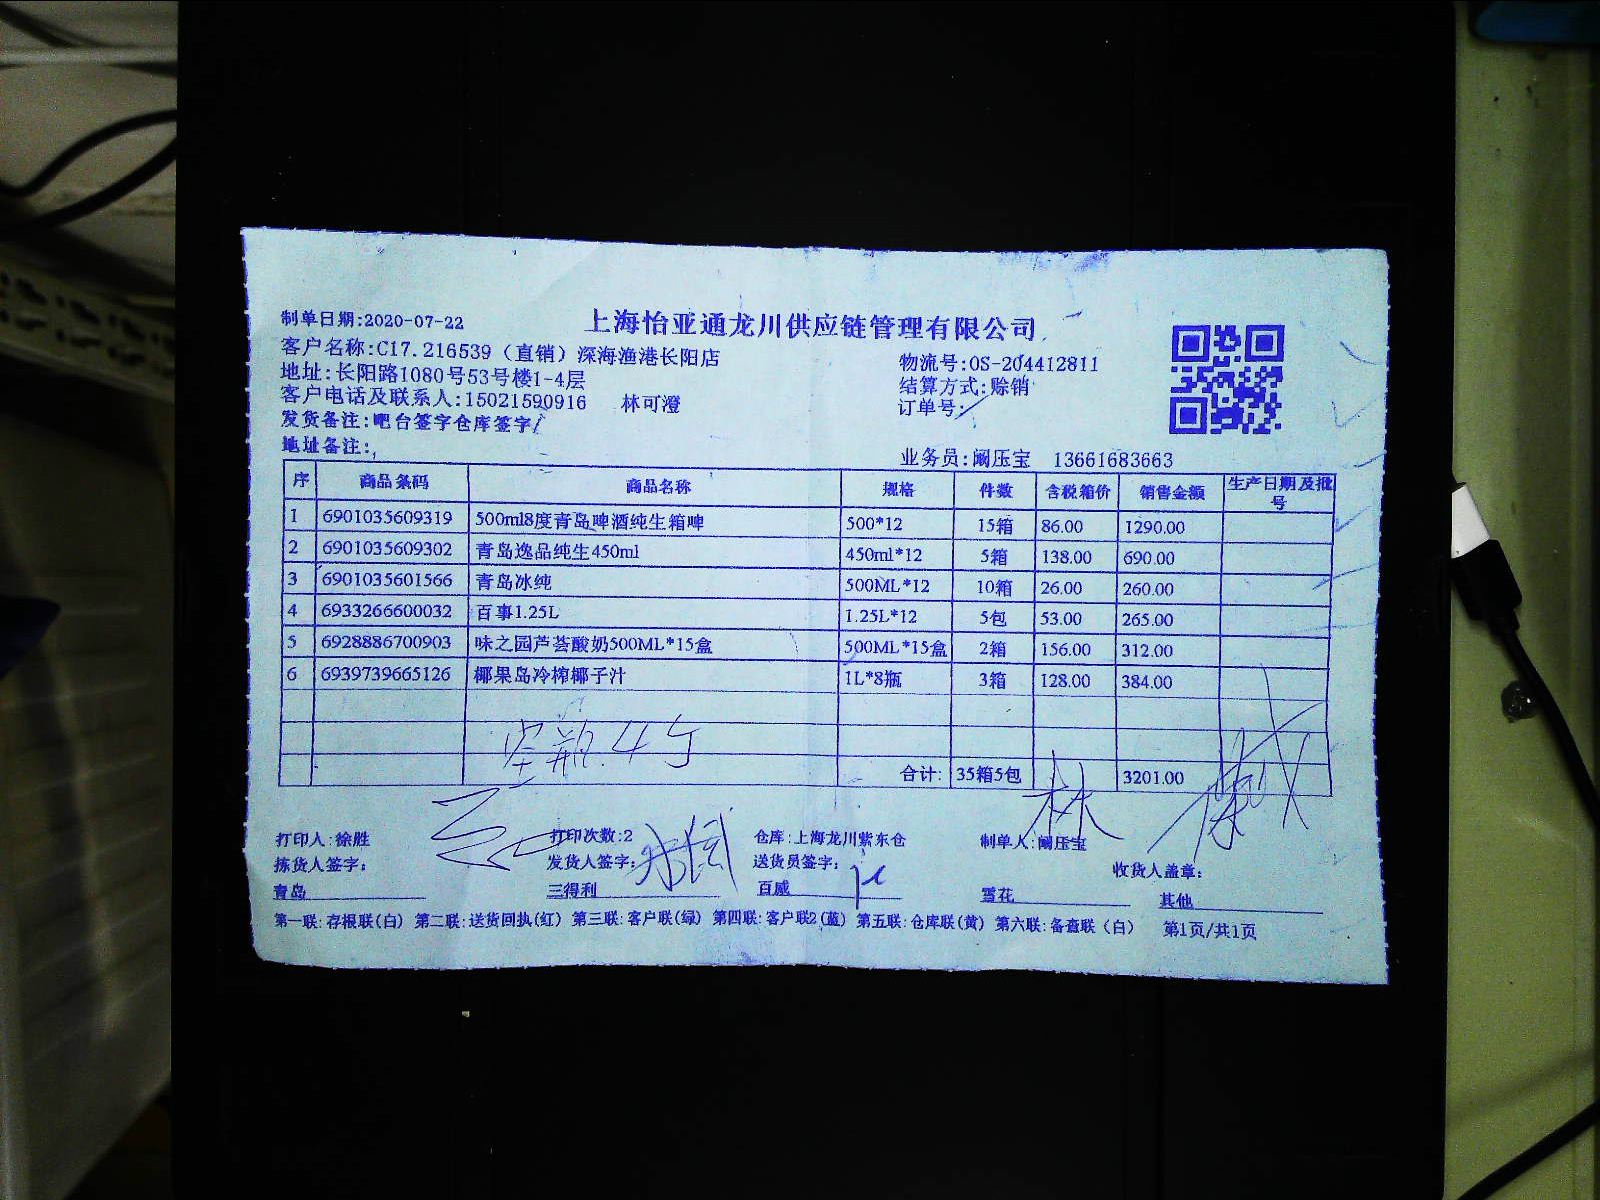 上海怡亚通龙川供应链管理有限公司
制单日期:2020-07-22
客户名称:C17.216539（直销）深海渔港长阳店
物流号:OS-204412811
地址:长阳路1080号53号楼1-4层
结算方式:赊销
客户电话及联系人:15021590916 林可澄
订单号:
发货备注:吧台签字仓库签字/
地址备注:,
业务员:阚压宝 13661683663
序 商品条码 商品名称 规格 件数 含税箱价 销售金额 生产日期及批号
1 6901035609319 500ml8度青岛啤酒纯生箱啤 500*12 15箱 86.00 1290.00
2 6901035609302 青岛逸品纯生450ml 450ml*12 5箱 138.00 690.00
3 6901035601566 青岛冰纯 500ML*12 10箱 26.00 260.00
4 6933266600032 百事1.25L 1.25L*12 5包 53.00 265.00
5 6928886700903 味之园芦荟酸奶500ML*15盒 500ML*15盒 2箱 156.00 312.00
6 6939739665126 椰果岛冷榨椰子汁 1L*8瓶 3箱 128.00 384.00
空瓶.4个
合计: 35箱5包 3201.00
林
打印人:徐胜 打印次数:2 仓库:上海龙川紫东仓 制单人:阚压宝
拣货人签字: 发货人签字: 送货员签字: 收货人盖章:
青岛 三得利 百威 雪花 其他
第一联:存根联(白) 第二联:送货回执(红) 第三联:客户联(绿) 第四联:客户联2(蓝) 第五联:仓库联(黄) 第六联:备查联（白） 第1页/共1页